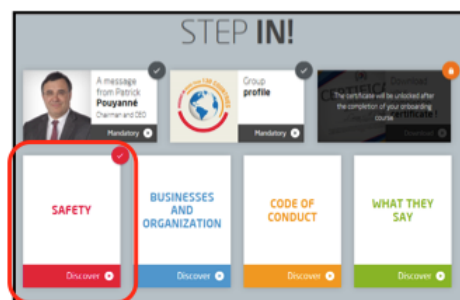 STEP IN!
A message
from Patrick
Pouyanné
Chairman and CEO
Mandatory
Group
profile
Mandatory
The certificate will be unlocked after
the completion of your onboarding
course.
Download
SAFETY
Discover
BUSINESSES
AND
ORGANIZATION
Discover
CODE OF
CONDUCT
Discover
WHAT THEY
SAY
Discover